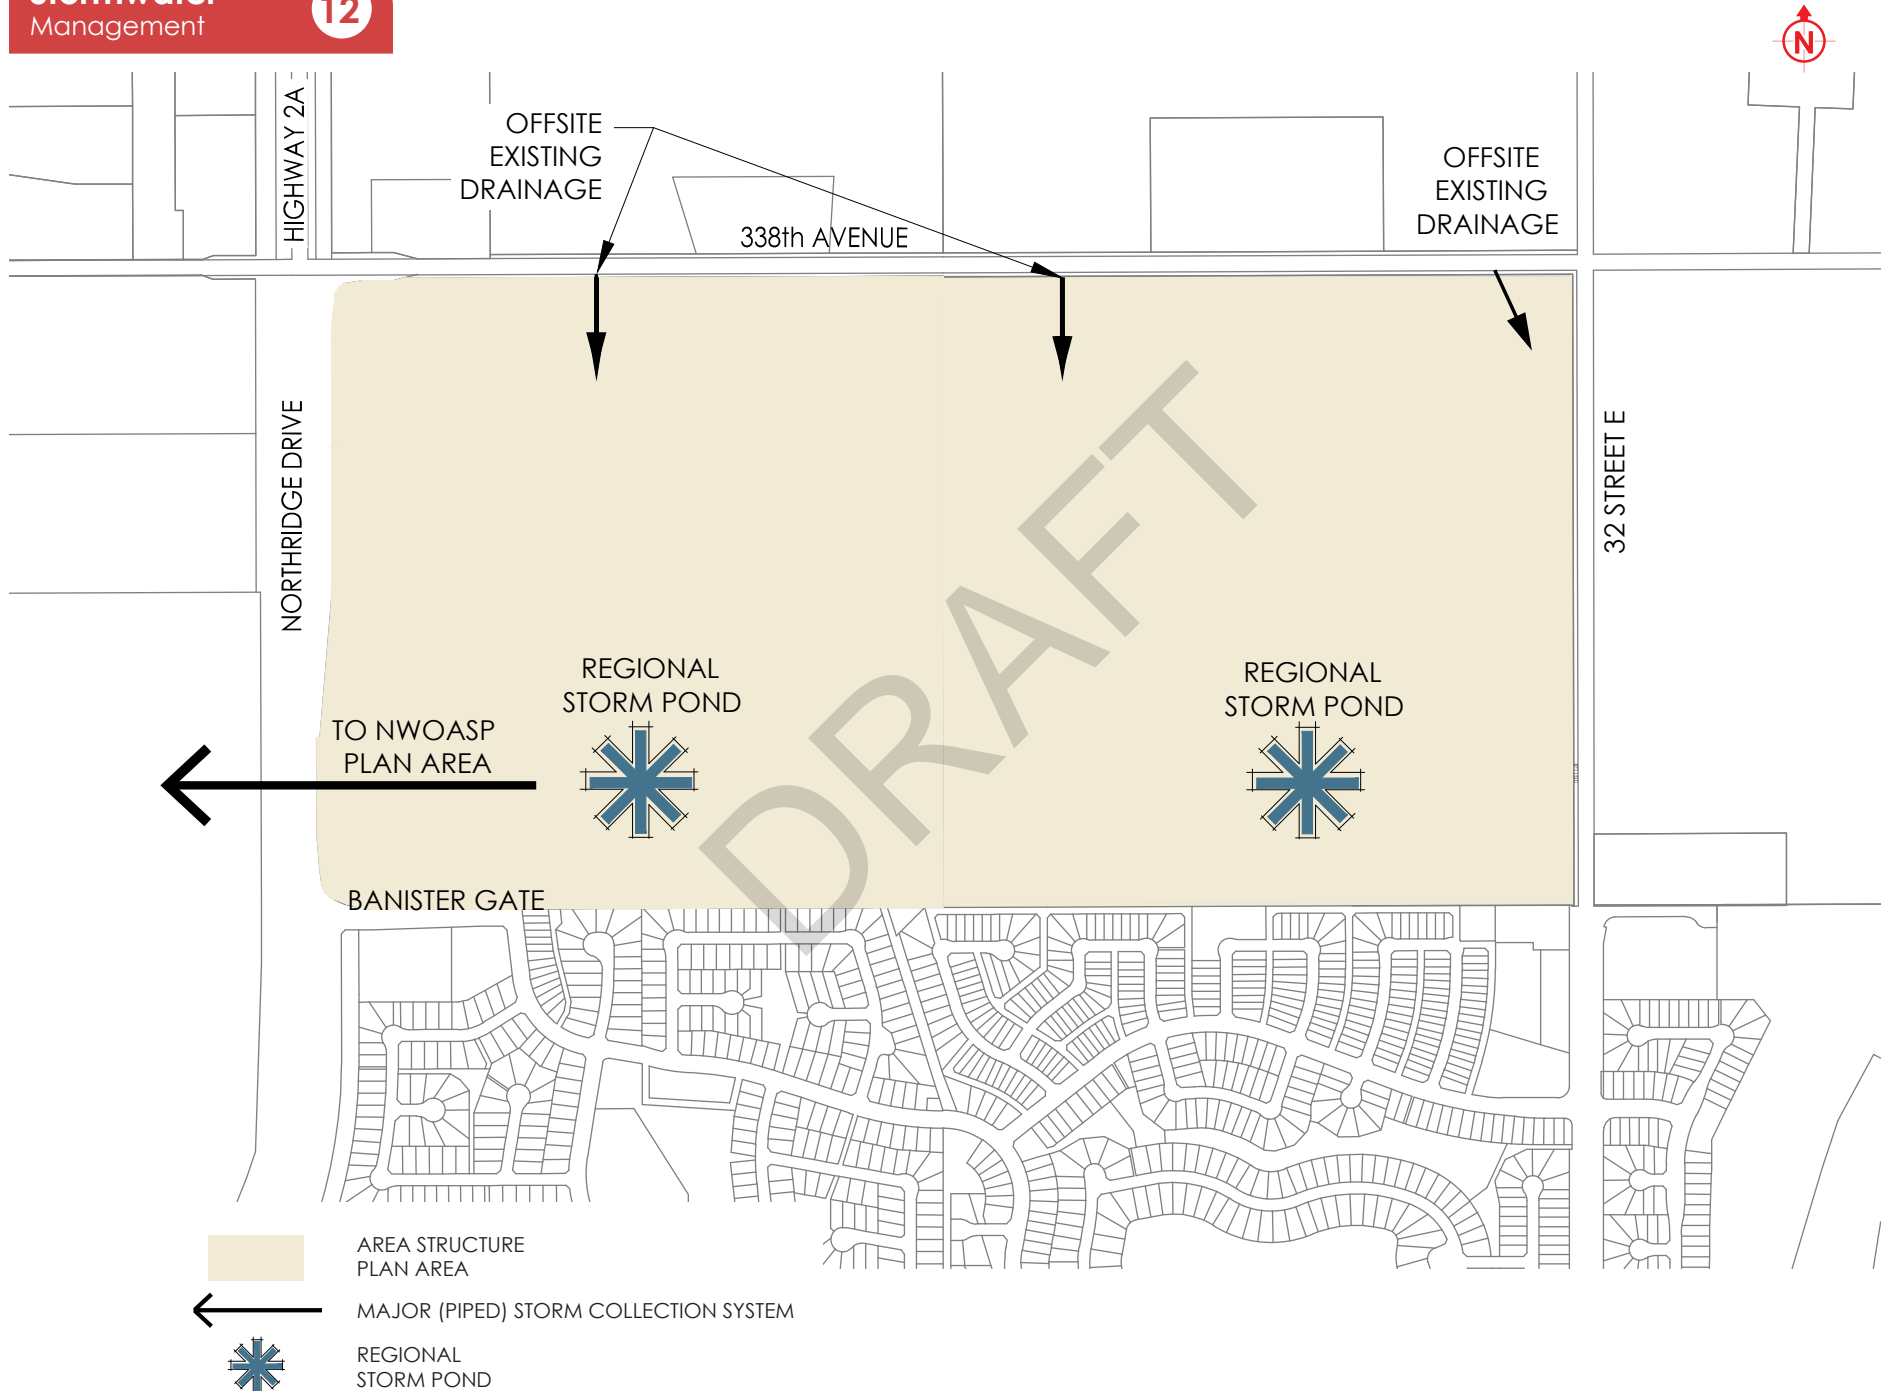 Stormwater
Management
12
N
HIGHWAY 2A
OFFSITE
EXISTING
DRAINAGE
OFFSITE
EXISTING
DRAINAGE
338th AVENUE
NORTHRIDGE DRIVE
32 STREET E
DRAFT
REGIONAL
STORM POND
REGIONAL
STORM POND
TO NWOASP
PLAN AREA
BANISTER GATE
AREA STRUCTURE
PLAN AREA
MAJOR (PIPED) STORM COLLECTION SYSTEM
REGIONAL
STORM POND